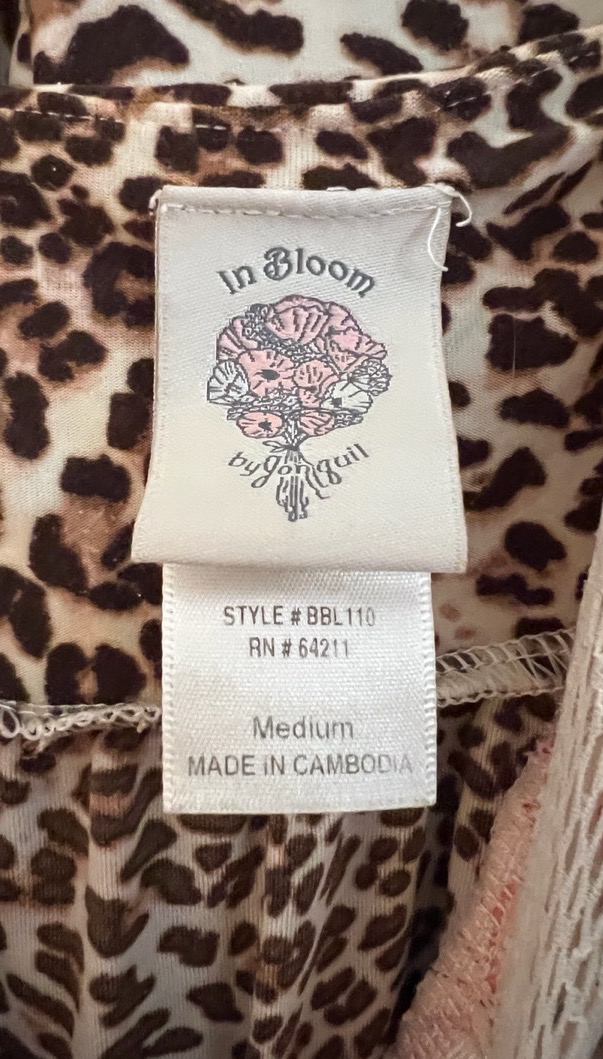 In Bloom
by Jonquil
STYLE # BBL110
RN # 64211
Medium
MADE IN CAMBODIA